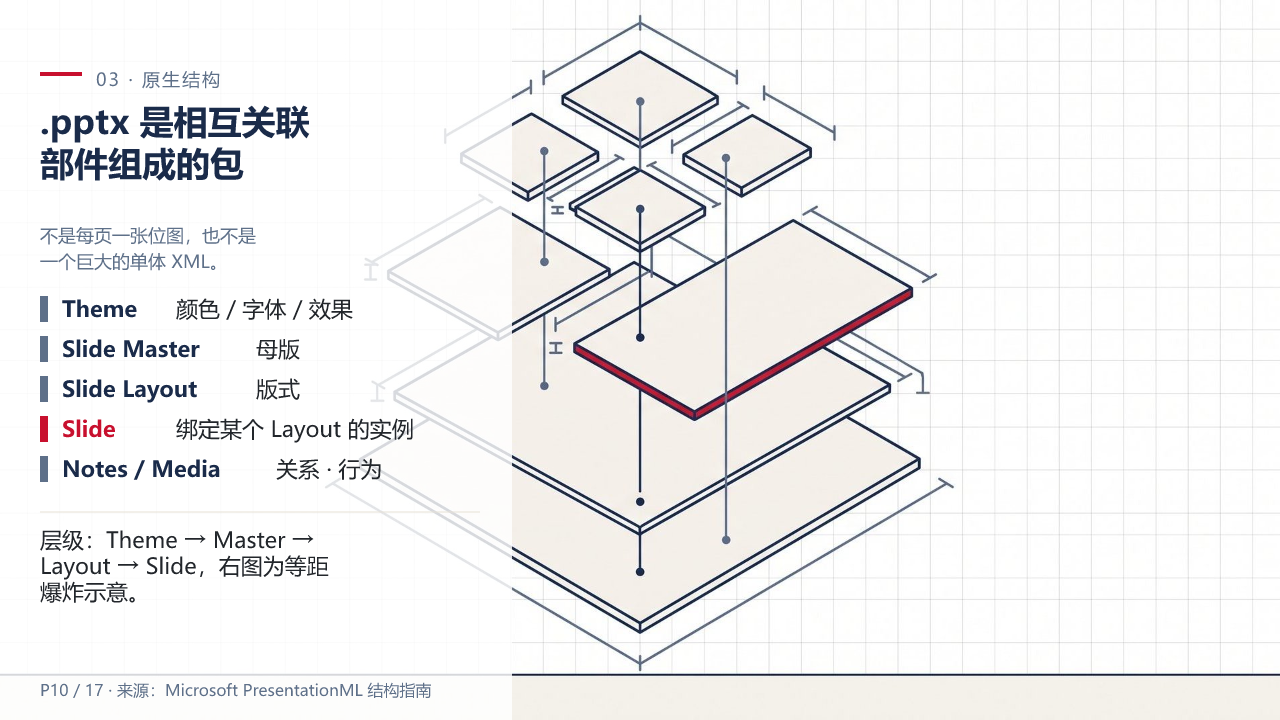 03 · 原生结构
.pptx 是相互关联
部件组成的包
不是每页一张位图，也不是
一个巨大的单体 XML。
Theme 颜色 / 字体 / 效果
Slide Master 母版
Slide Layout 版式
Slide 绑定某个 Layout 的实例
Notes / Media 关系 · 行为
层级：Theme → Master →
Layout → Slide，右图为等距
爆炸示意。
P10 / 17 · 来源：Microsoft PresentationML 结构指南